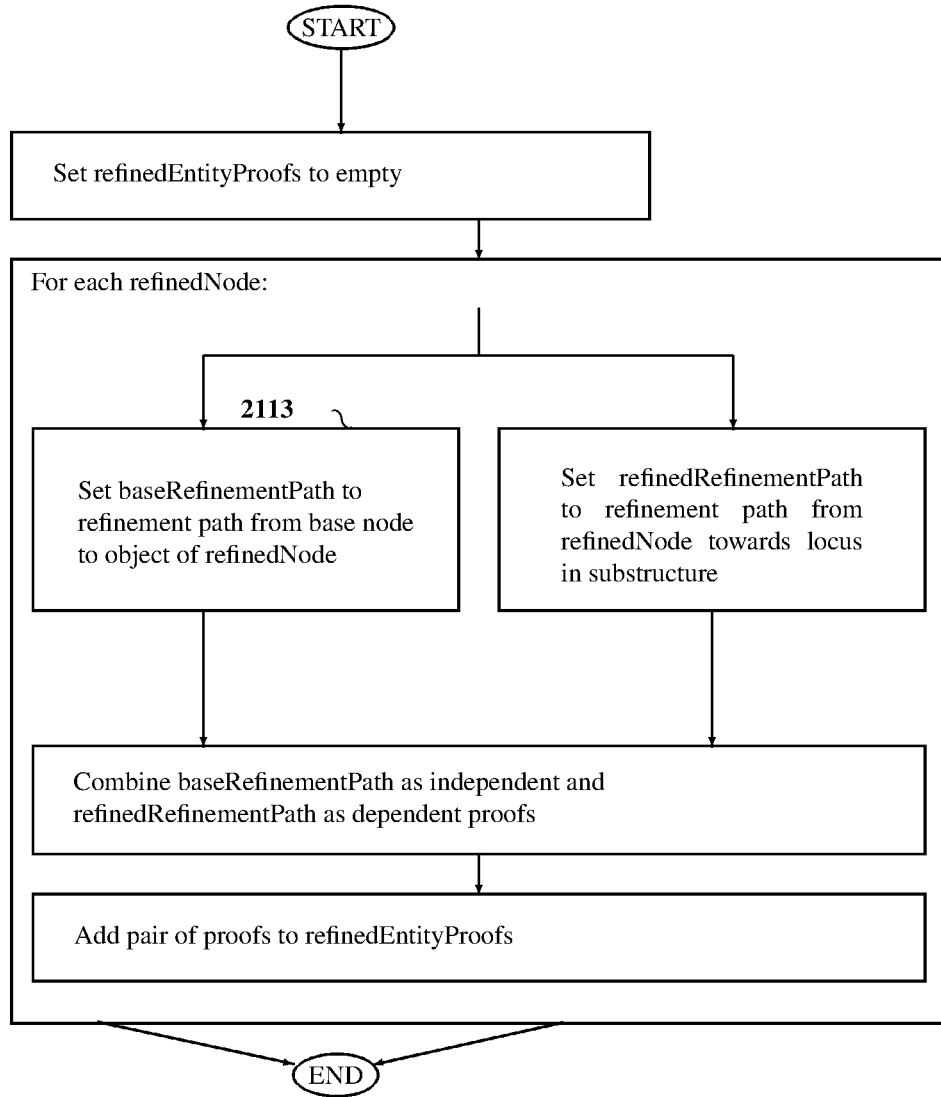 START
Set refinedEntityProofs to empty
For each refinedNode:
2113
Set baseRefinementPath to
refinement path from base node
to object of refinedNode
Set refinedRefinementPath
to refinement path from
refinedNode towards locus
in substructure
Combine baseRefinementPath as independent and
refinedRefinementPath as dependent proofs
Add pair of proofs to refinedEntityProofs
END